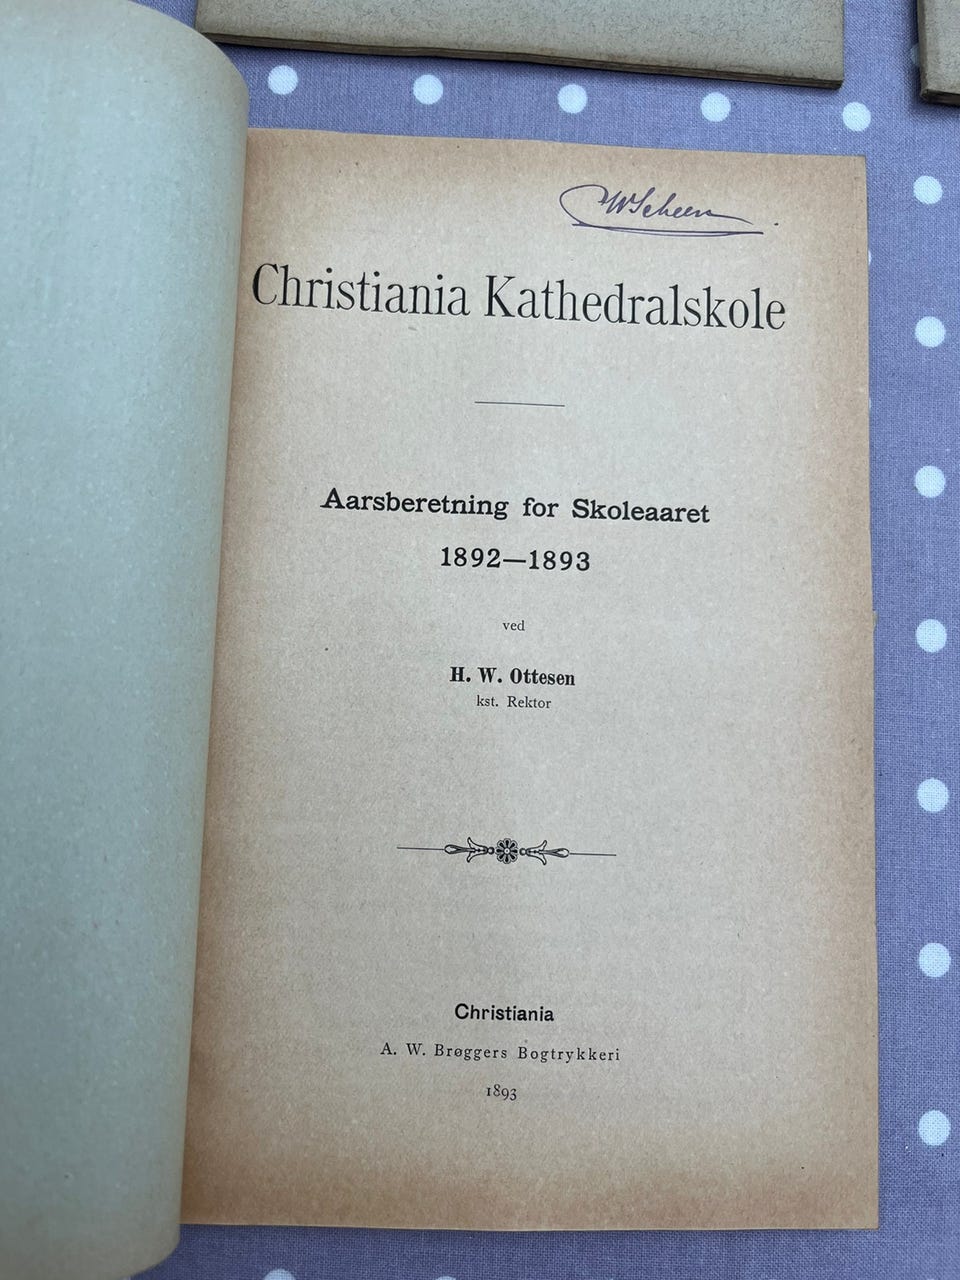 W Scheen
Christiania Kathedralskole
Aarsberetning for Skoleaaret
1892—1893
ved
H. W. Ottesen
kst. Rektor
Christiania
A. W. Brøggers Bogtrykkeri
1893